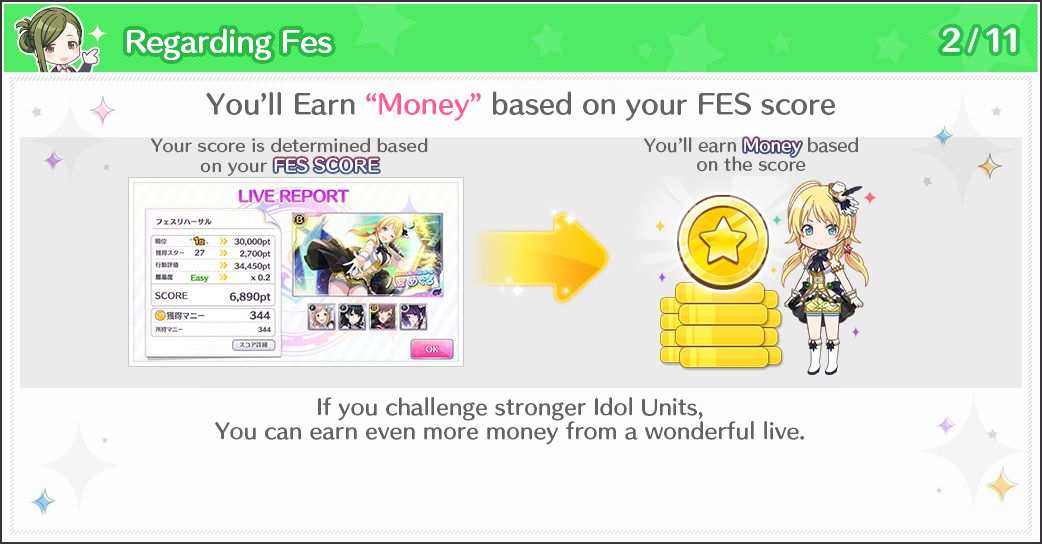 Regarding Fes
2/11
You'll Earn “Money” based on your FES score
Your score is determined based
on your FES SCORE
You'll earn Money based
on the score
LIVE REPORT
フェスリハーサル
順位 1位 30,000pt
獲得スター 27 2,700pt
行動評価 34,450pt
難易度 Easy x 0.2
SCORE 6,890pt
獲得マニー 344
所持マニー 344
スコア詳細
OK
If you challenge stronger Idol Units,
You can earn even more money from a wonderful live.